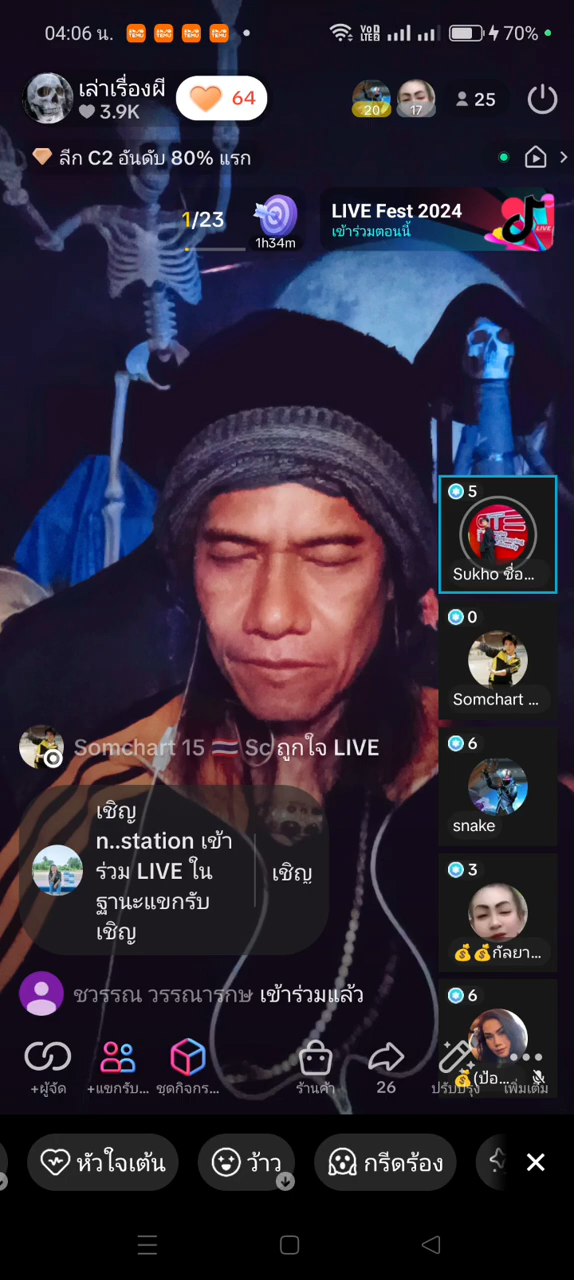 04:06 น.
VoD
LTEB
70%
เล่าเรื่องผี
3.9K
64
20
17
25
ลีก C2 อันดับ 80% แรก
1/23
1h34m
LIVE Fest 2024
เข้าร่วมตอนนี้
LIVE
5
Sukho ชื่อ...
0
Somchart ...
6
snake
3
💰💰กัลยา...
6
💰(ป้อ...
Somchart 15 🇹🇭 Sc ถูกใจ LIVE
เชิญ
n..station เข้า
ร่วม LIVE ใน
ฐานะแขกรับ
เชิญ
เชิญ
ชวรรณ วรรณารกษ เข้าร่วมแล้ว
+ผู้จัด
+แขกรับ...
ชุดกิจกร...
ร้านค้า
26
ปรับปรุง
เพิ่มเติม
หัวใจเต้น
ว้าว
กรีดร้อง